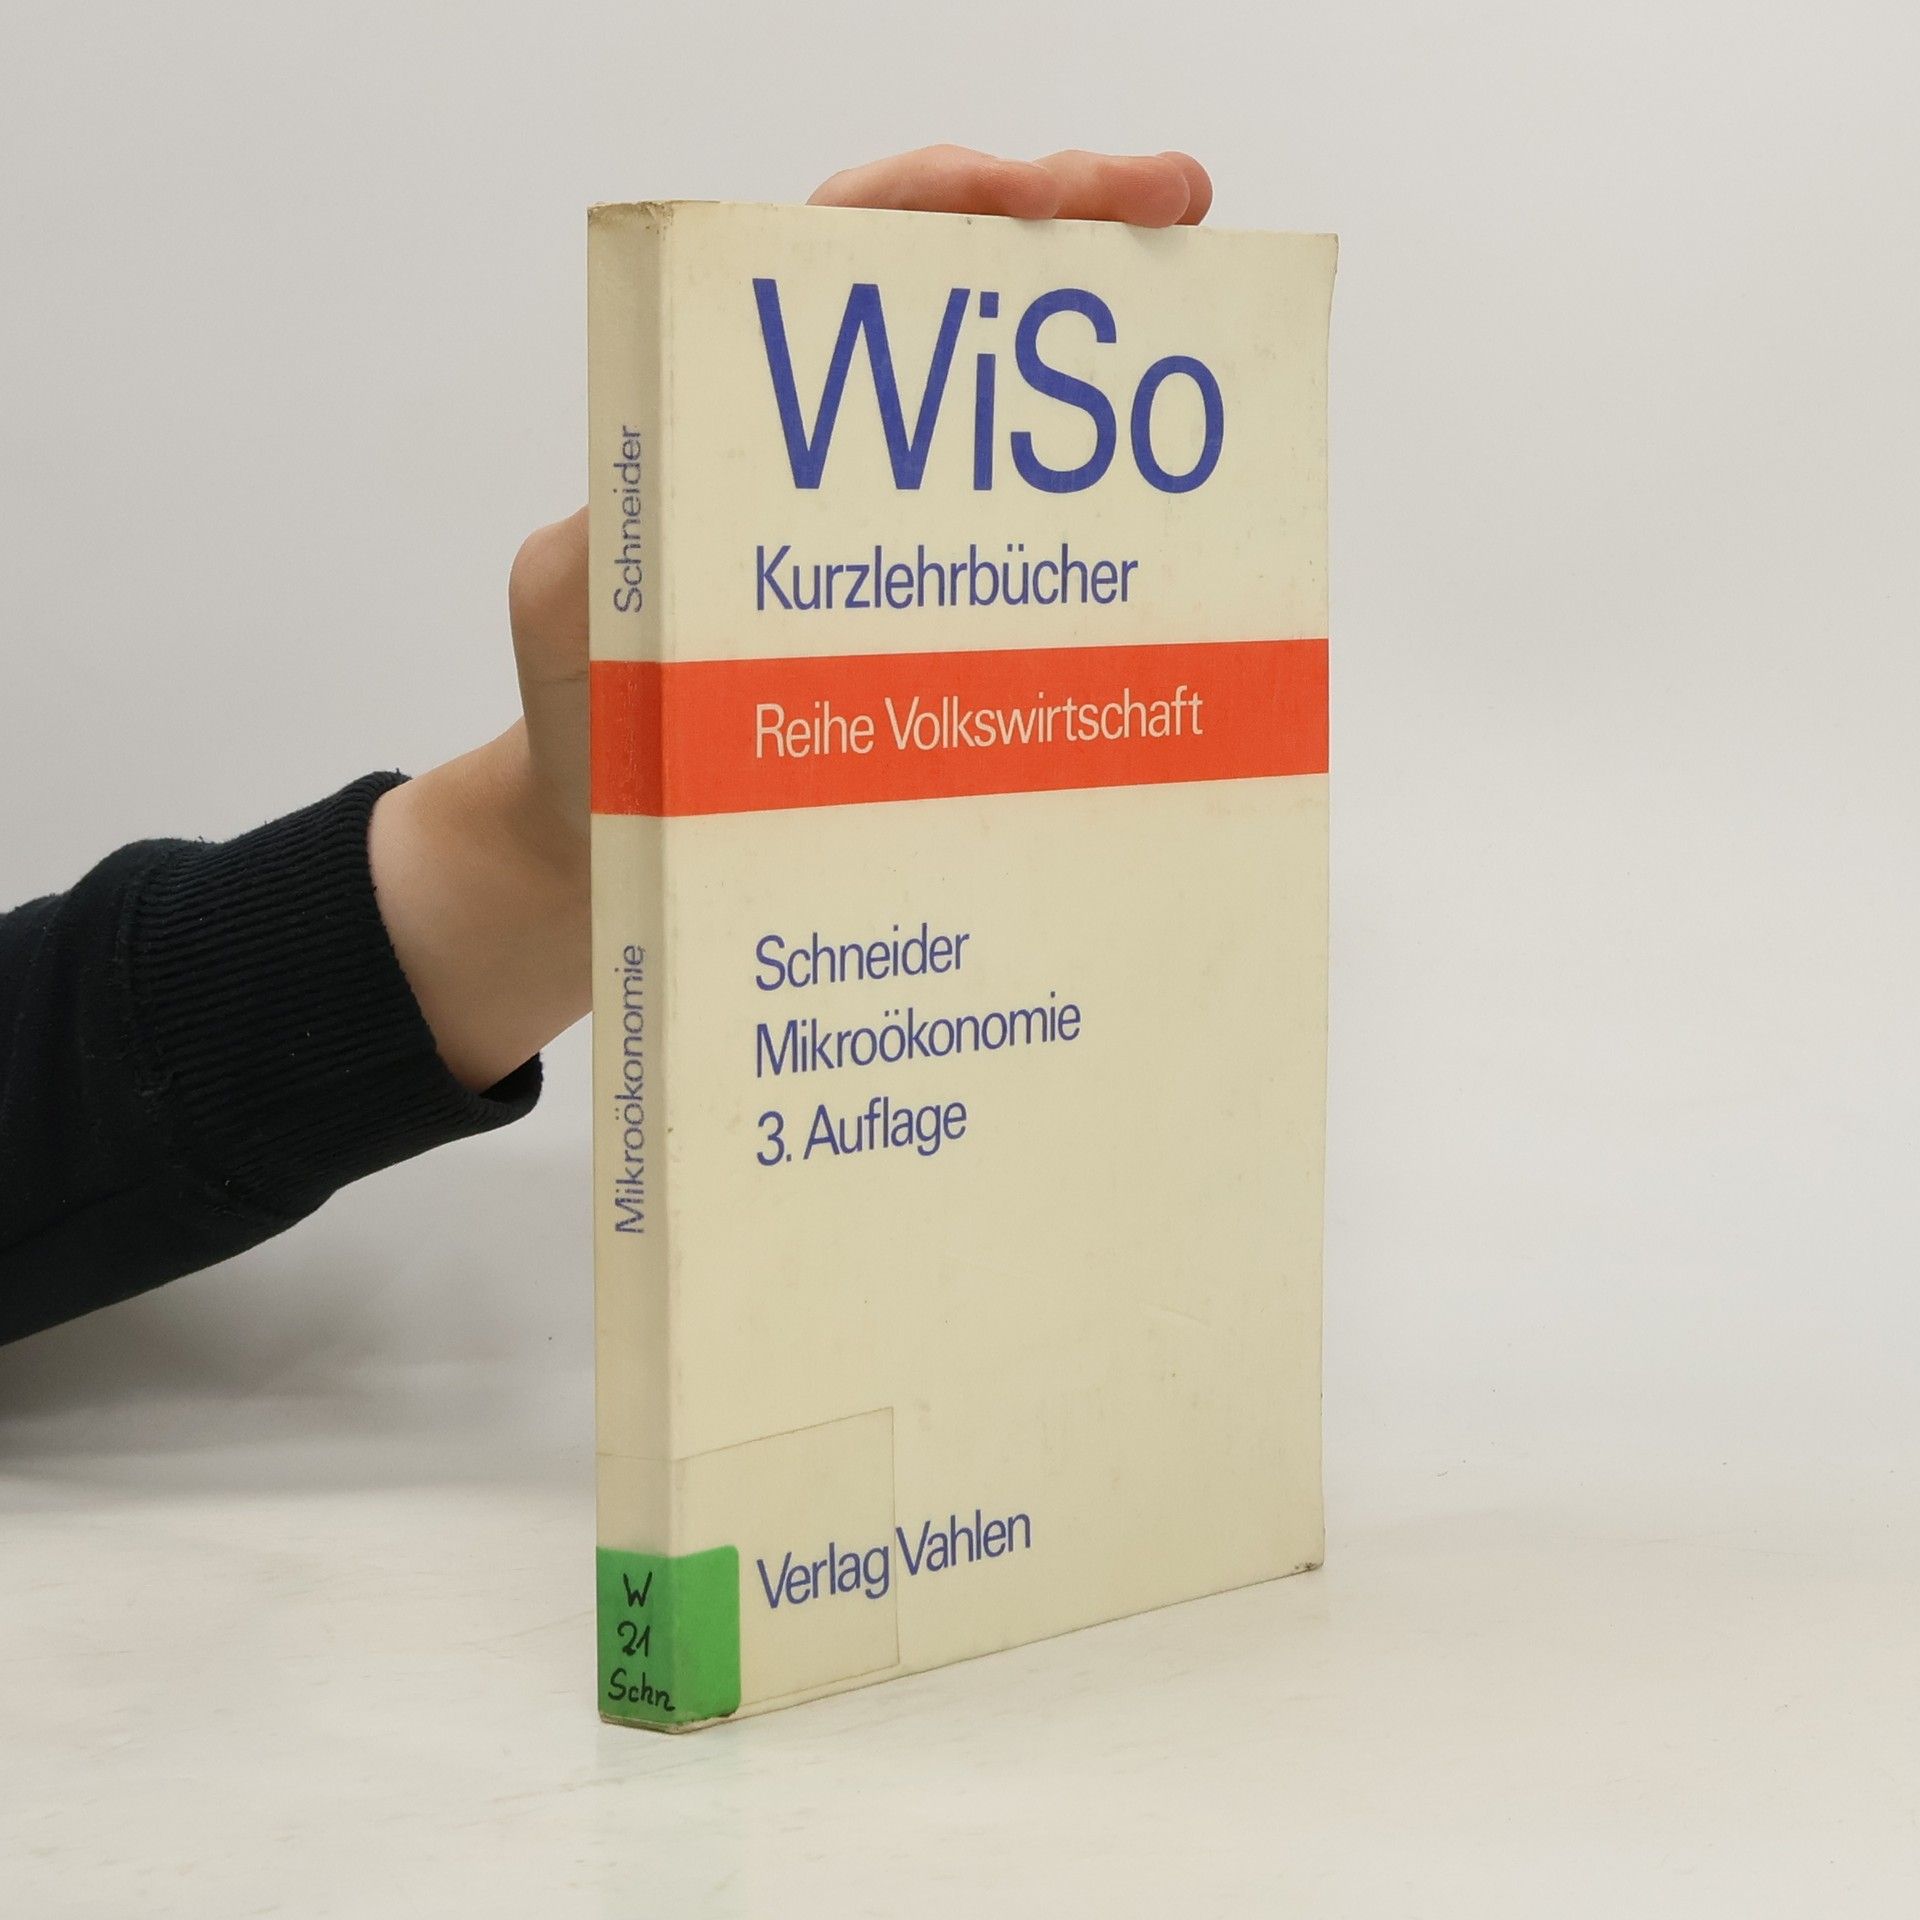 WiSo
Kurzlehrbücher
Reihe Volkswirtschaft
Schneider
Mikroökonomie
3. Auflage
Verlag Vahlen
Schneider
Mikroökonomie
W
21
Schn